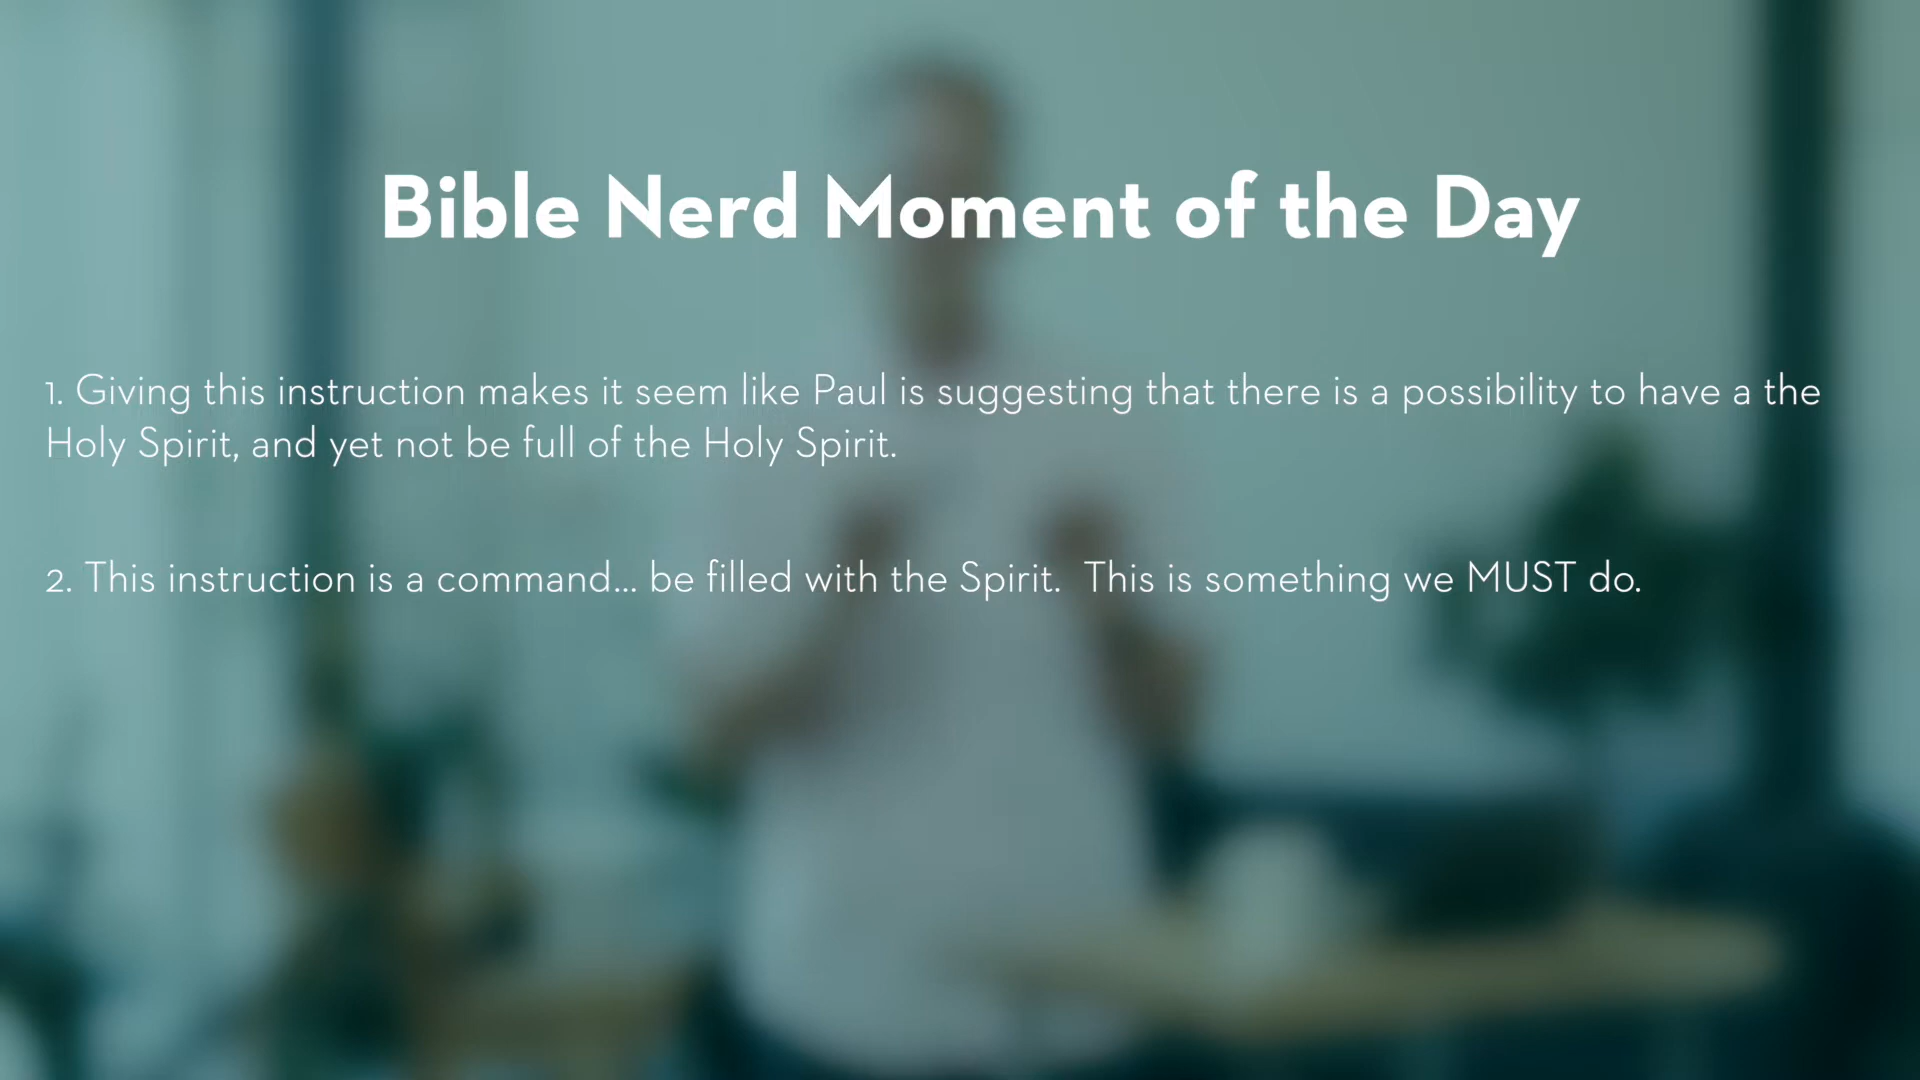 Bible Nerd Moment of the Day
1. Giving this instruction makes it seem like Paul is suggesting that there is a possibility to have a the
Holy Spirit, and yet not be full of the Holy Spirit.
2. This instruction is a command... be filled with the Spirit.  This is something we MUST do.